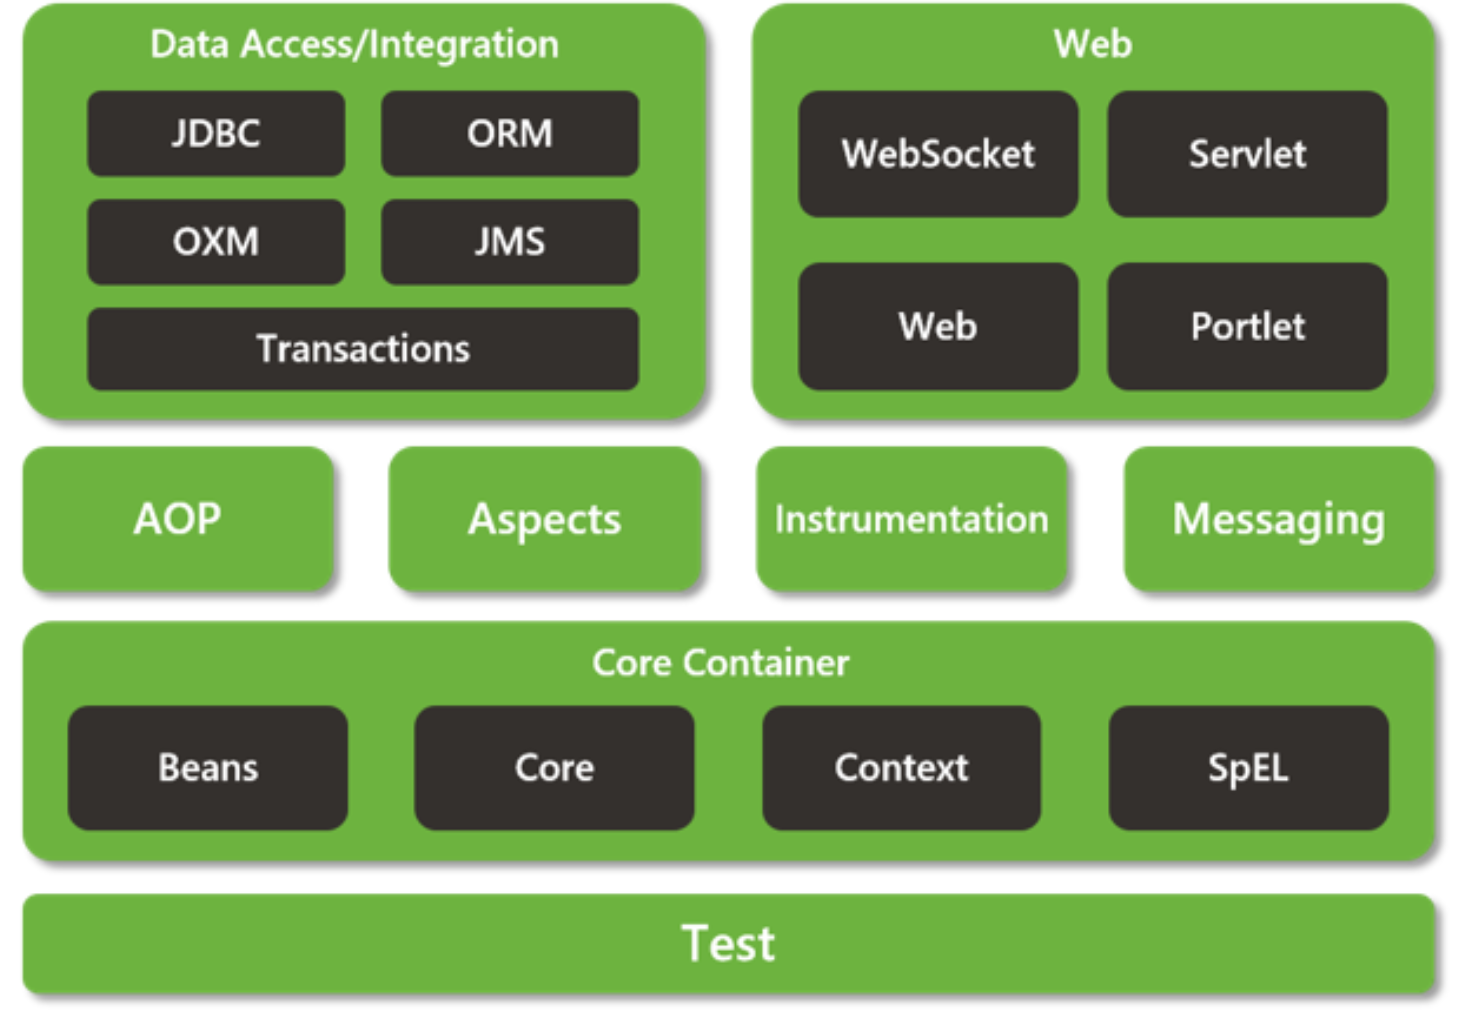 Data Access/Integration
JDBC
ORM
OXM
JMS
Transactions
Web
WebSocket
Servlet
Web
Portlet
AOP
Aspects
Instrumentation
Messaging
Core Container
Beans
Core
Context
SpEL
Test